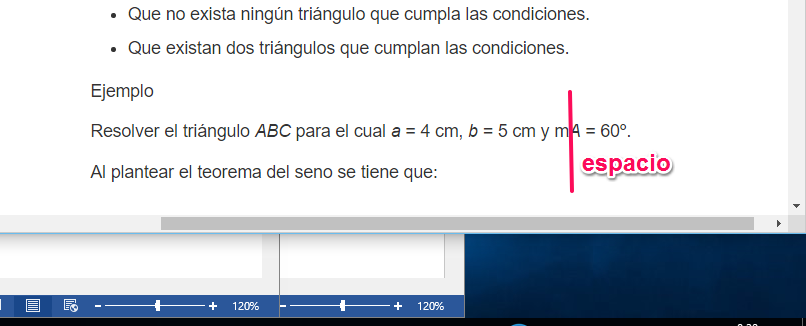 • Que no exista ningún triángulo que cumpla las condiciones.
• Que existan dos triángulos que cumplan las condiciones.
Ejemplo
Resolver el triángulo ABC para el cual a = 4 cm, b = 5 cm y mA = 60º.
espacio
Al plantear el teorema del seno se tiene que:
120%
120%